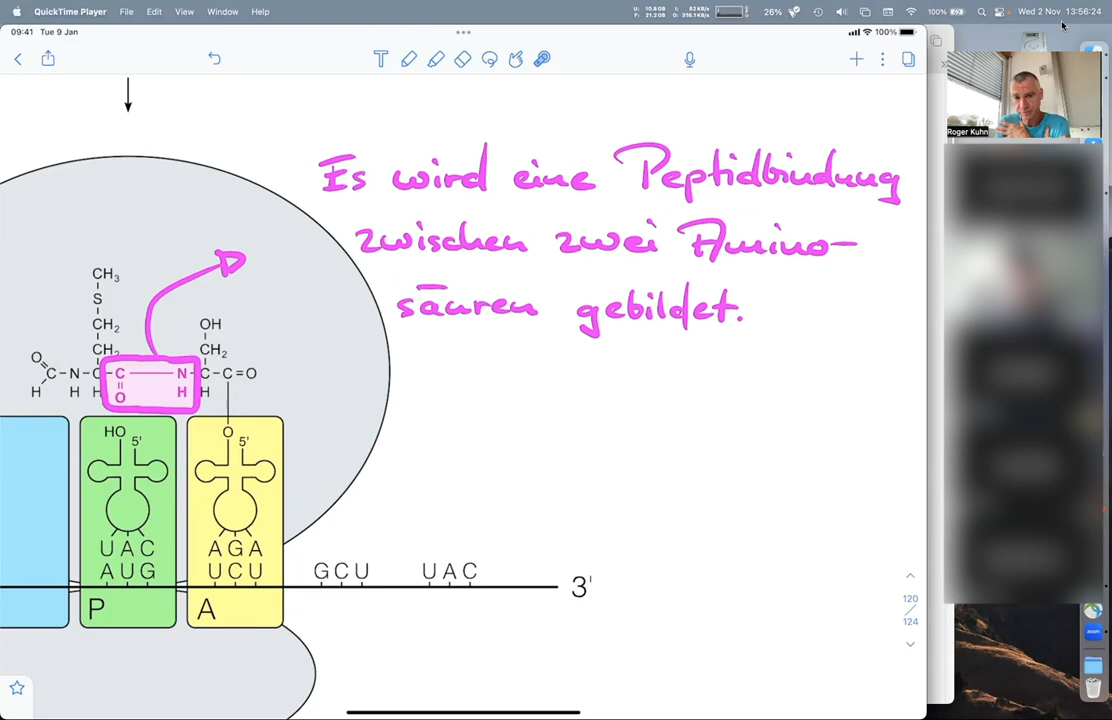 QuickTime Player File Edit View Window Help 26% 100% Wed 2 Nov 13:56:24
09:41 Tue 9 Jan 100%
T
Roger Kuhn
Es wird eine Peptidbindung
zwischen zwei Amino-
säuren gebildet.
CH3
S
CH2 OH
CH2 CH2
O C-N-C-C N-C-C=O
H H H O H H
HO 5' O 5'
UAC AGA
AUG UCU GCU UAC 3'
P A
120
/
124
zoom